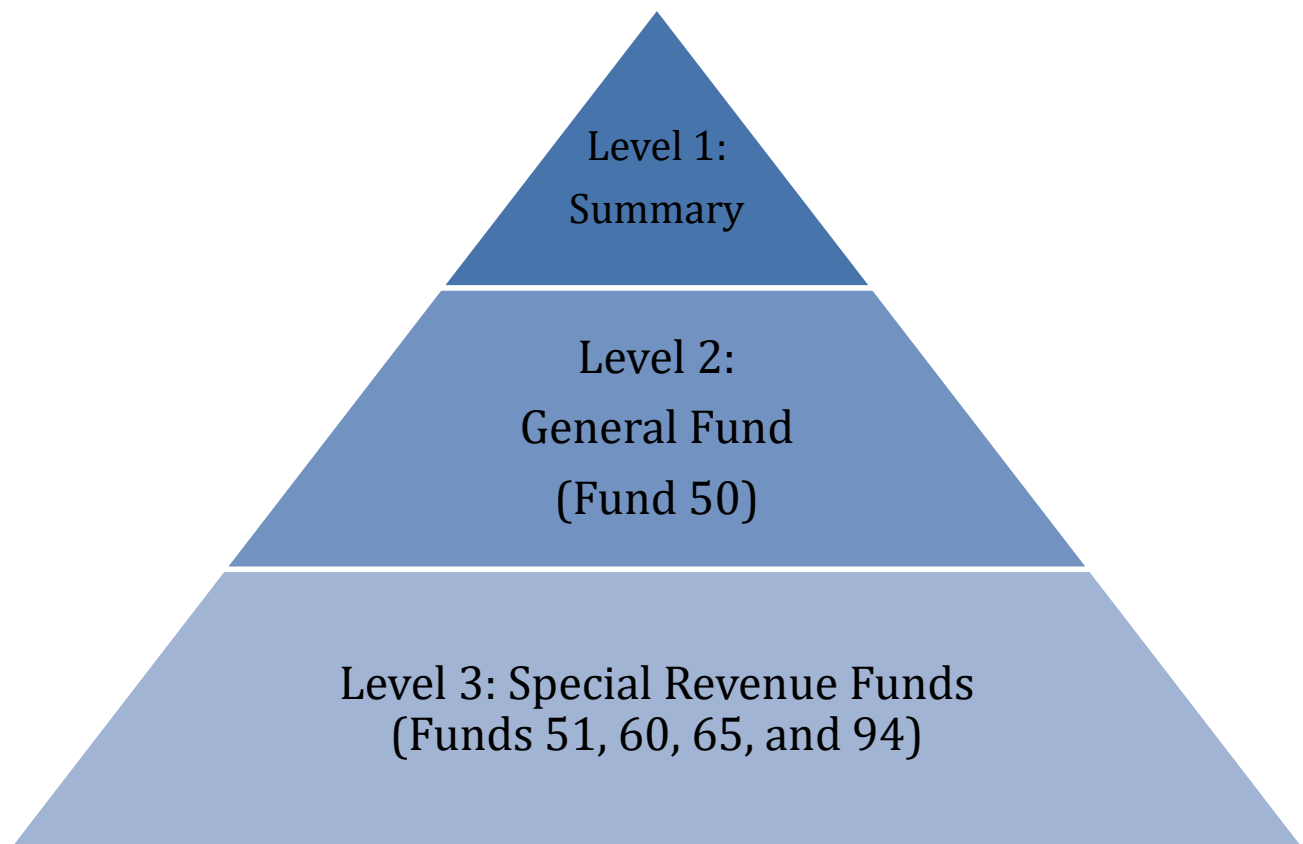 Level 1:
Summary
Level 2:
General Fund
(Fund 50)
Level 3: Special Revenue Funds
(Funds 51, 60, 65, and 94)